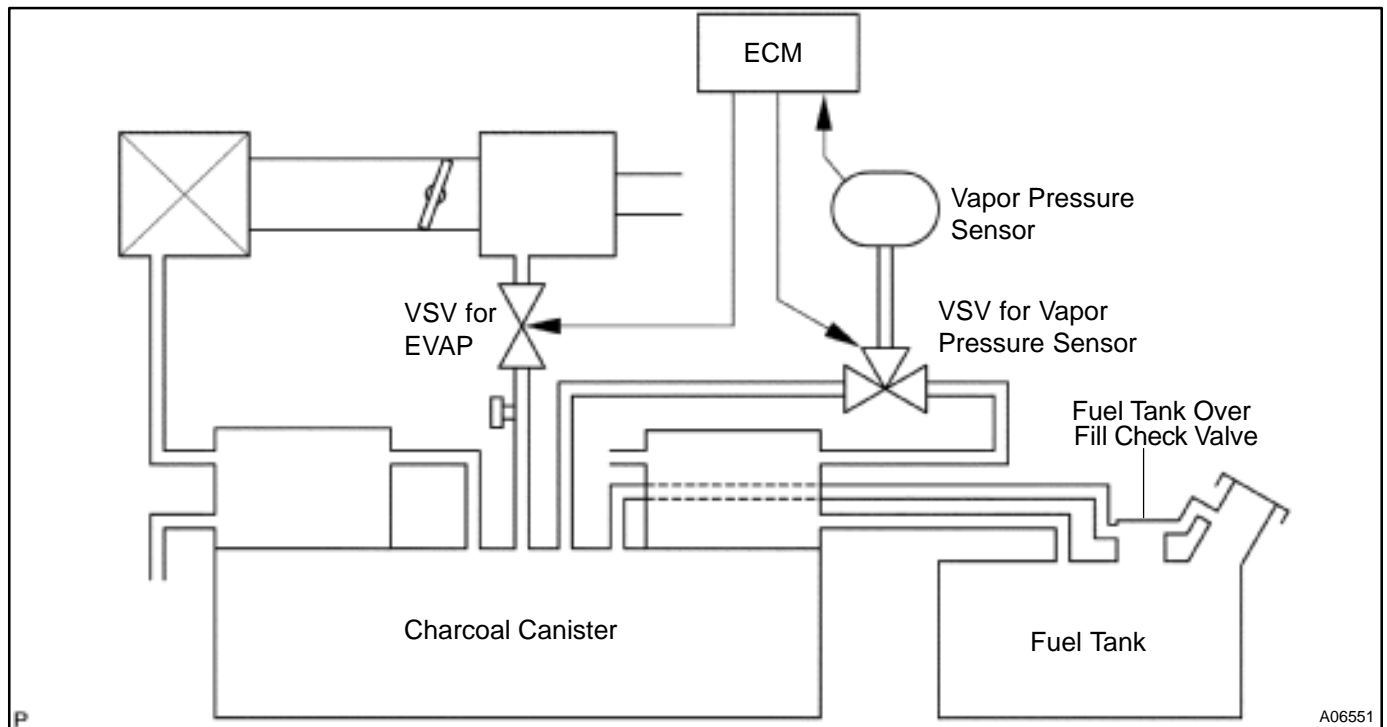 ECM
Vapor Pressure
Sensor
VSV for
EVAP
VSV for Vapor
Pressure Sensor
Fuel Tank Over
Fill Check Valve
Charcoal Canister
Fuel Tank
P
A06551